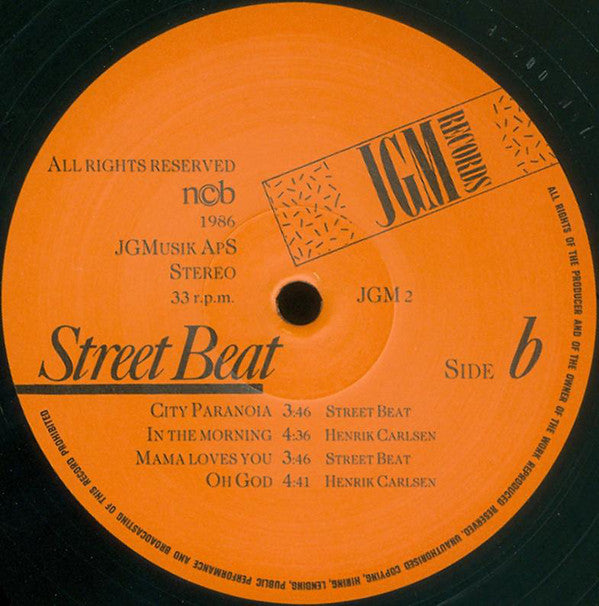 ALL RIGHTS RESERVED
n©b
1986
JGMUSIK APS
STEREO
33 r.p.m.
JGM
RECORDS
JGM 2
Street Beat
SIDE b
CITY PARANOIA 3:46 STREET BEAT
IN THE MORNING 4:36 HENRIK CARLSEN
MAMA LOVES YOU 3:46 STREET BEAT
OH GOD 4:41 HENRIK CARLSEN
ALL RIGHTS OF THE PRODUCER AND OF THE OWNER OF THE WORK REPRODUCED RESERVED. UNAUTHORISED COPYING, HIRING, LENDING, PUBLIC PERFORMANCE AND BROADCASTING OF THIS RECORD PROHIBITED